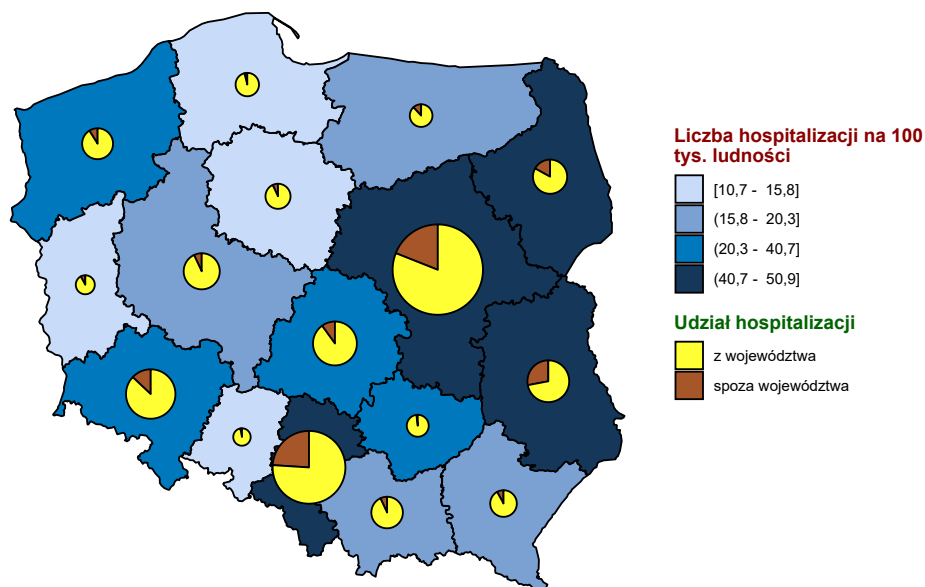 Liczba hospitalizacji na 100
tys. ludności
[10,7 - 15,8]
(15,8 - 20,3]
(20,3 - 40,7]
(40,7 - 50,9]
Udział hospitalizacji
z województwa
spoza województwa